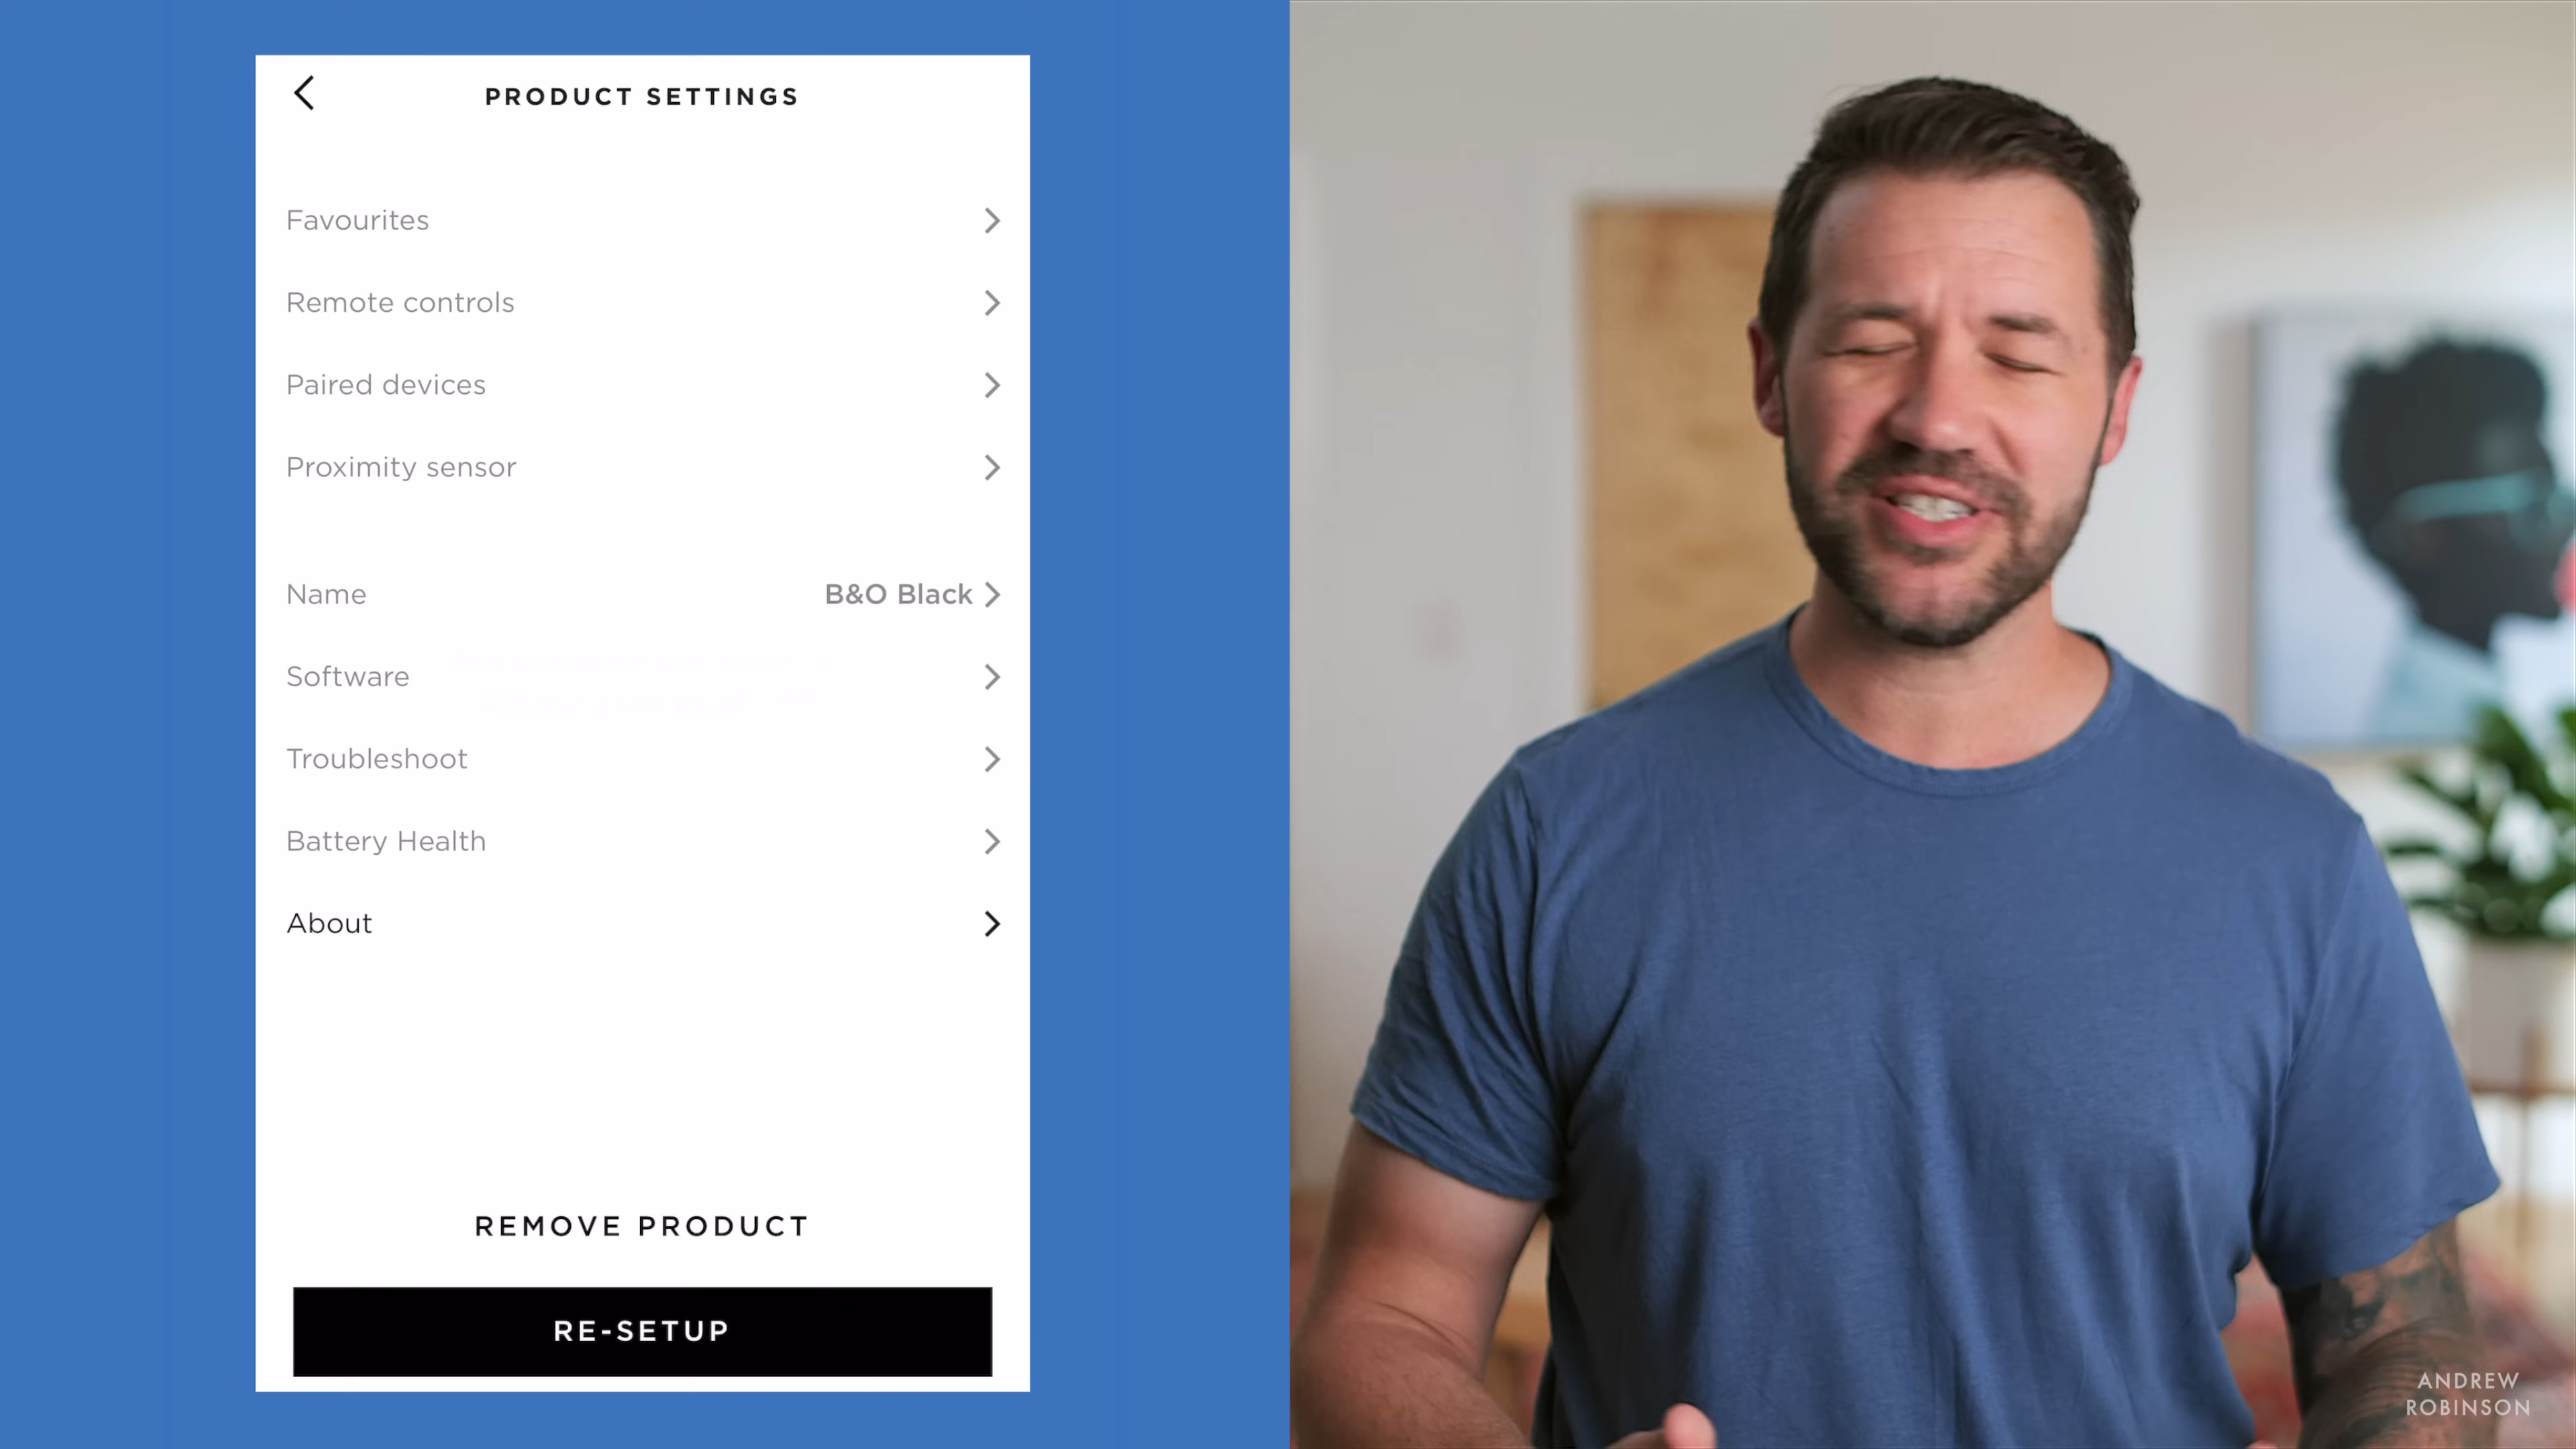 PRODUCT SETTINGS
Favourites
Remote controls
Paired devices
Proximity sensor
Name B&O Black
Software
Troubleshoot
Battery Health
About
REMOVE PRODUCT
RE-SETUP
ANDREW
ROBINSON